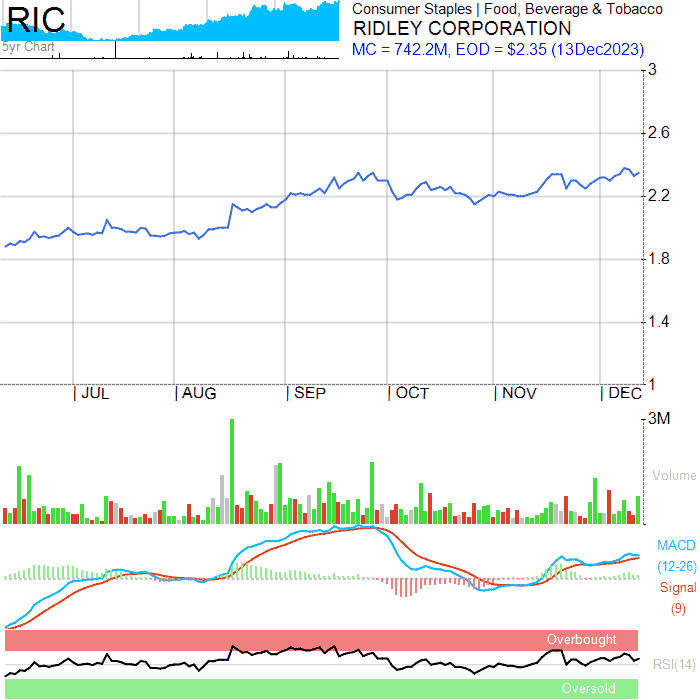 RIC
5yr Chart
Consumer Staples | Food, Beverage & Tobacco
RIDLEY CORPORATION
MC = 742.2M, EOD = $2.35 (13Dec2023)
3
2.6
2.2
1.8
1.4
1
| JUL | AUG | SEP | OCT | NOV | DEC
3M
Volume
MACD
(12-26)
Signal
(9)
Overbought
RSI(14)
Oversold